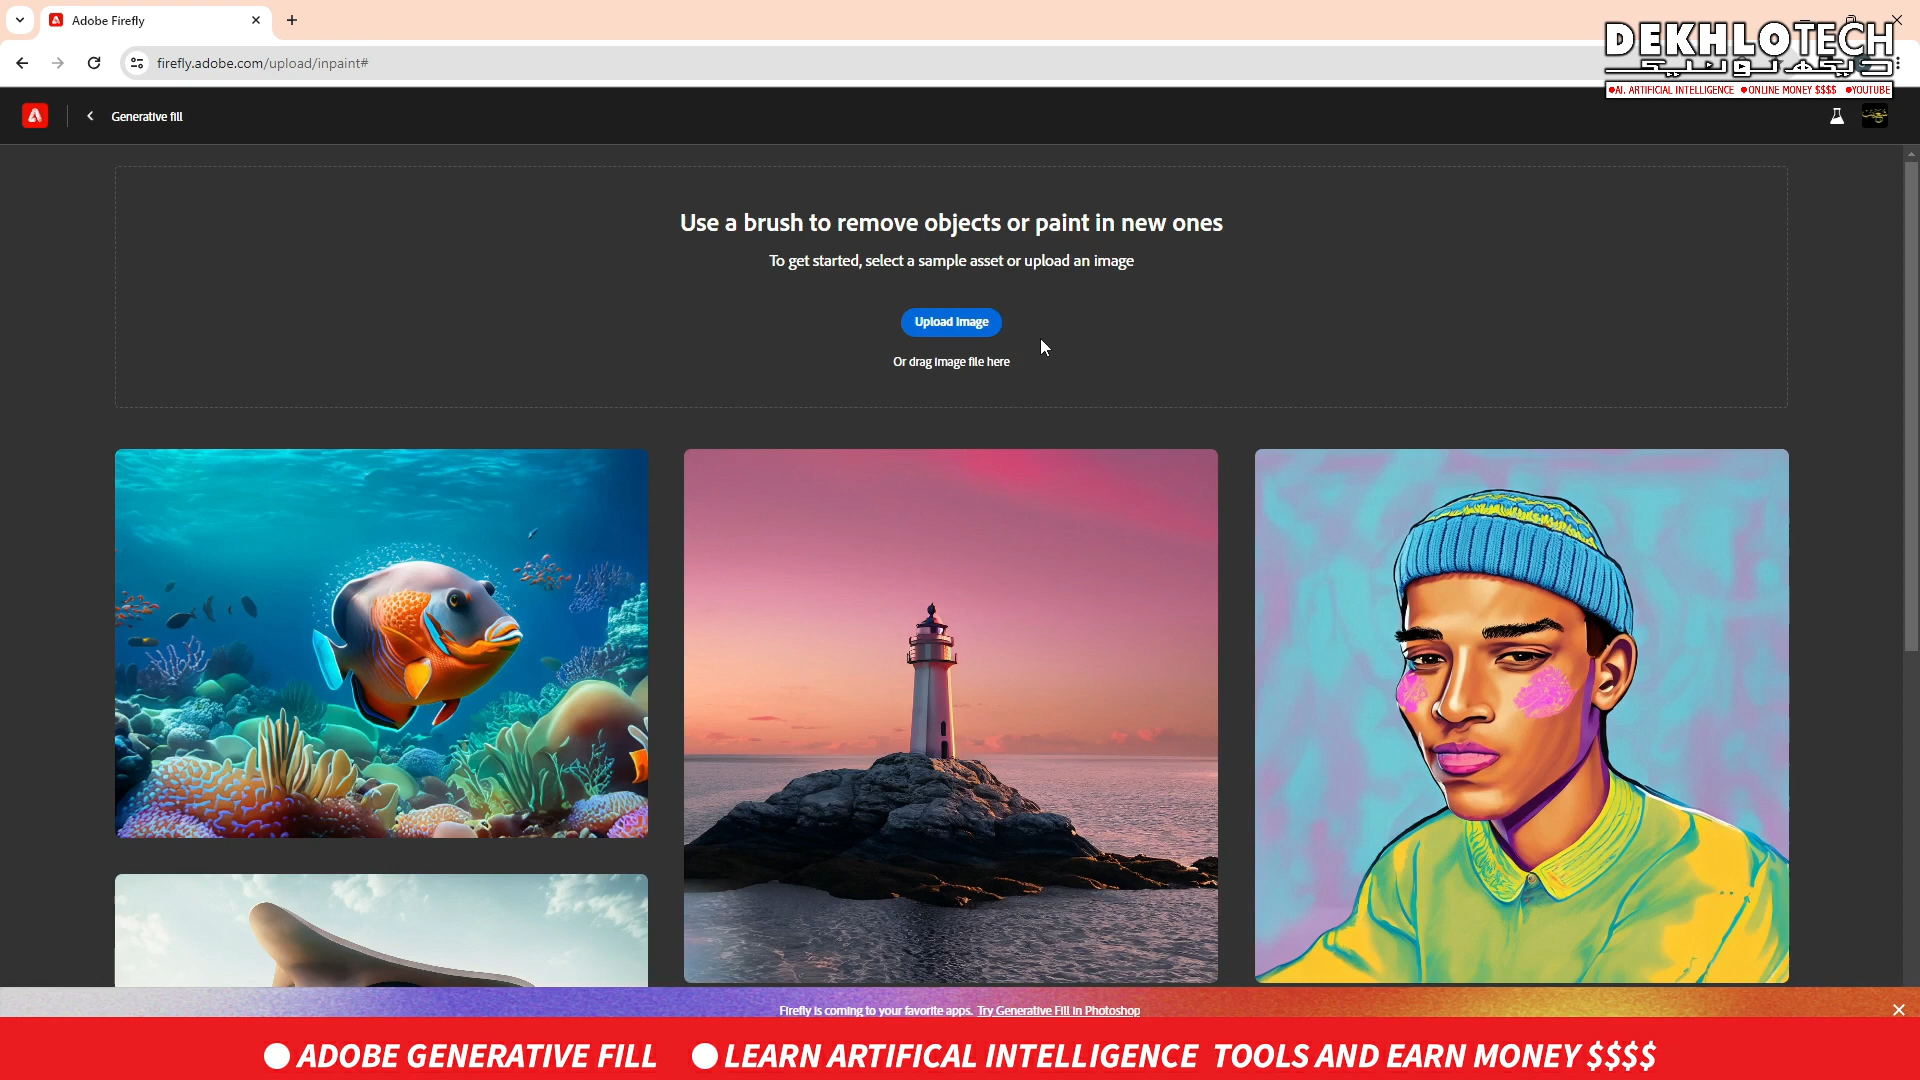 Adobe Firefly
firefly.adobe.com/upload/inpaint#
DEKHLOTECH
●AI. ARTIFICIAL INTELLIGENCE ●ONLINE MONEY $$$$ ●YOUTUBE
Generative fill
Use a brush to remove objects or paint in new ones
To get started, select a sample asset or upload an image
Upload image
Or drag image file here
Firefly is coming to your favorite apps. Try Generative Fill in Photoshop
● ADOBE GENERATIVE FILL ● LEARN ARTIFICAL INTELLIGENCE TOOLS AND EARN MONEY $$$$